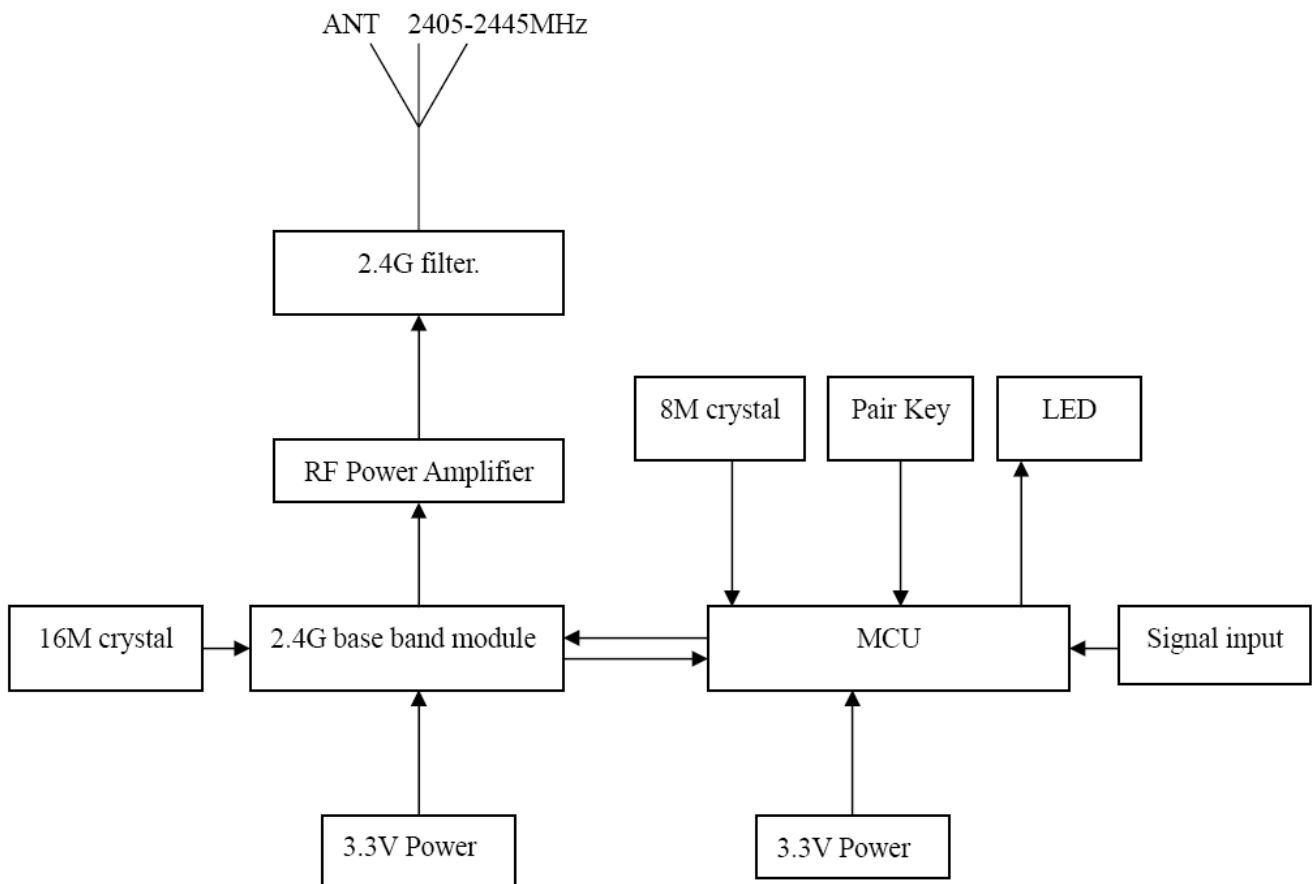 ANT 2405-2445MHz
2.4G filter.
8M crystal
Pair Key
LED
RF Power Amplifier
16M crystal
2.4G base band module
MCU
Signal input
3.3V Power
3.3V Power